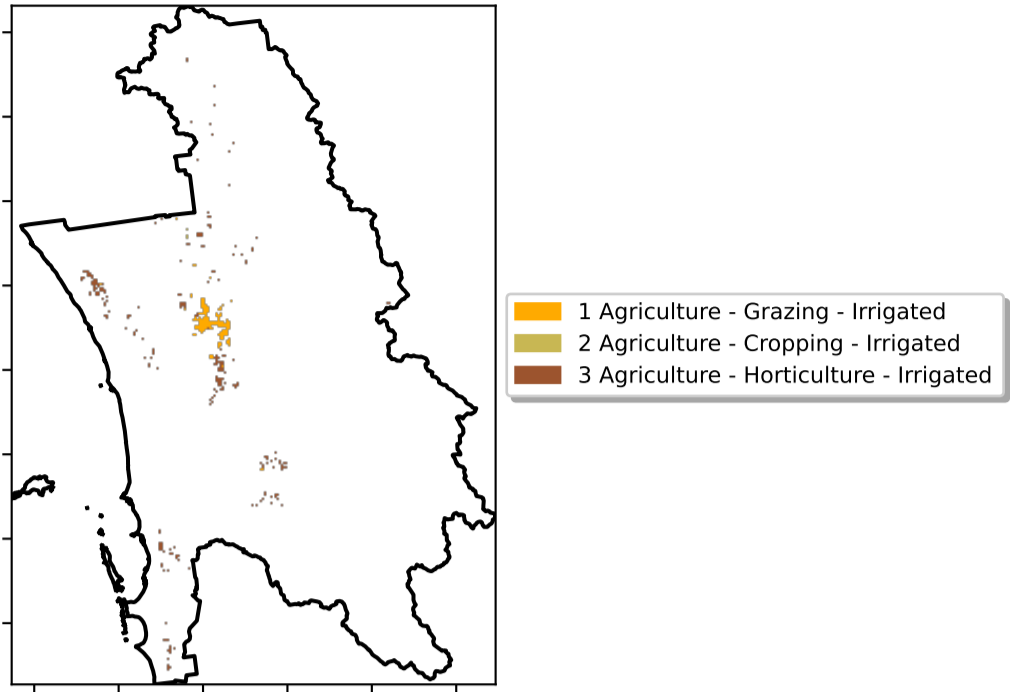 1 Agriculture - Grazing - Irrigated
2 Agriculture - Cropping - Irrigated
3 Agriculture - Horticulture - Irrigated